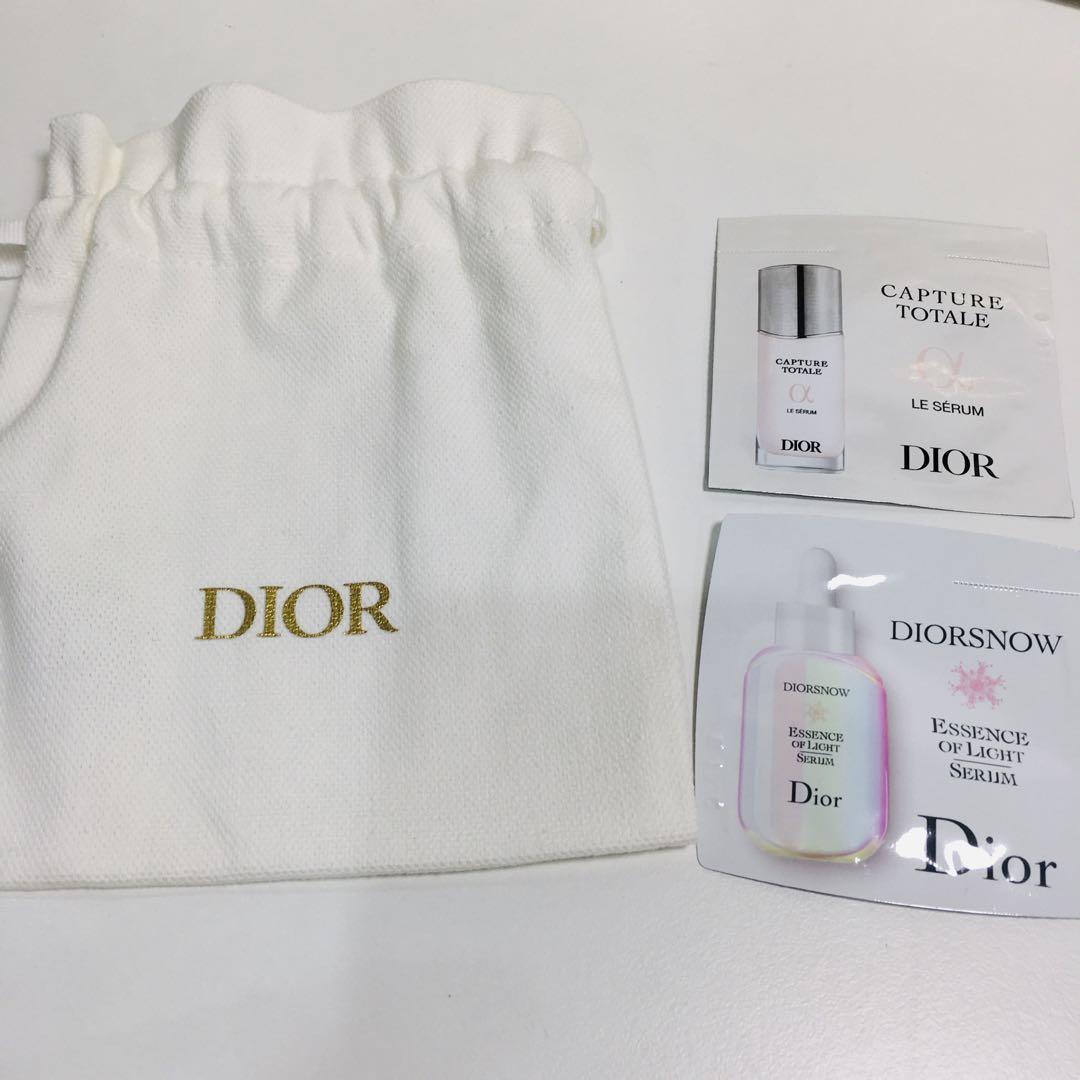 DIOR
CAPTURE
TOTALE
α
LE SÉRUM
DIOR
CAPTURE
TOTALE
α
LE SÉRUM
DIOR
DIORSNOW
ESSENCE
OF LIGHT
SERUM
Dior
DIORSNOW
ESSENCE
OF LIGHT
SERUM
Dior